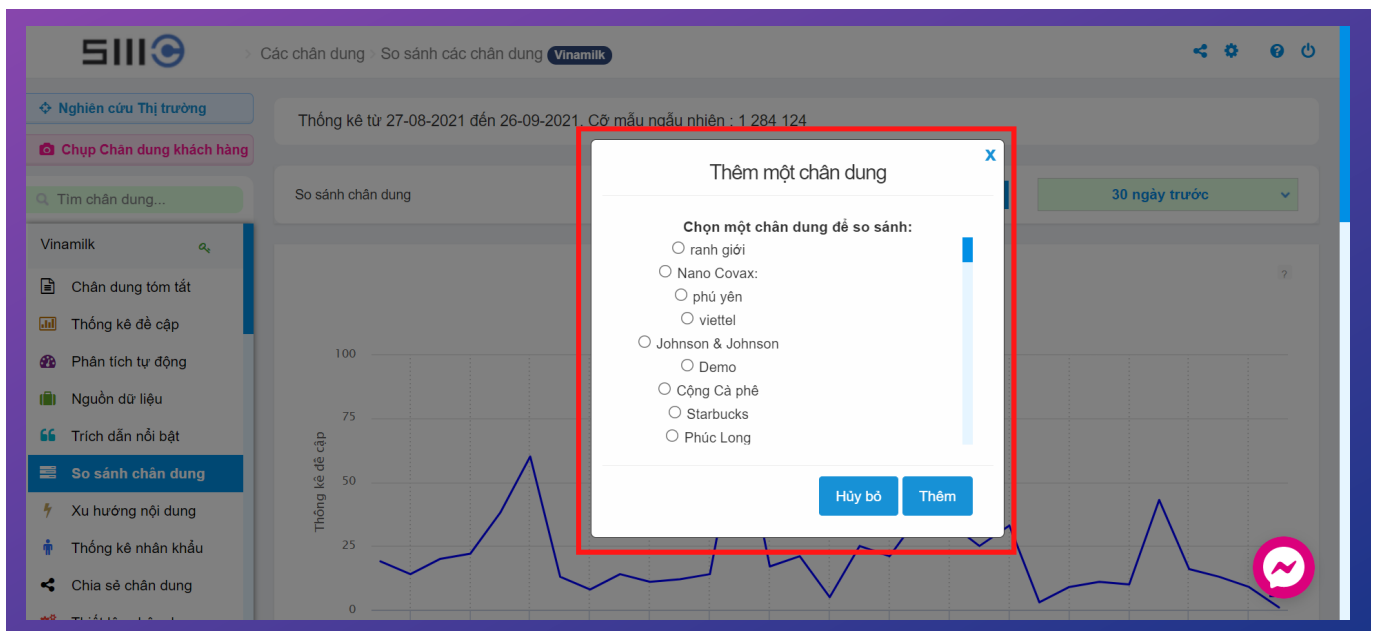 SIIIC
Các chân dung So sánh các chân dung Vinamilk
Nghiên cứu Thị trường
Chụp Chân dung khách hàng
Tìm chân dung...
Vinamilk
Chân dung tóm tắt
Thống kê đề cập
Phân tích tự động
Nguồn dữ liệu
Trích dẫn nổi bật
So sánh chân dung
Xu hướng nội dung
Thống kê nhân khẩu
Chia sẻ chân dung
Thống kê từ 27-08-2021 đến 26-09-2021. Cỡ mẫu ngẫu nhiên : 1 284 124
So sánh chân dung
30 ngày trước
?
Thêm một chân dung
X
Chọn một chân dung để so sánh:
ranh giới
Nano Covax:
phú yên
viettel
Johnson & Johnson
Demo
Cộng Cà phê
Starbucks
Phúc Long
Hủy bỏ
Thêm
Thống kê đề cập
100
75
50
25
0